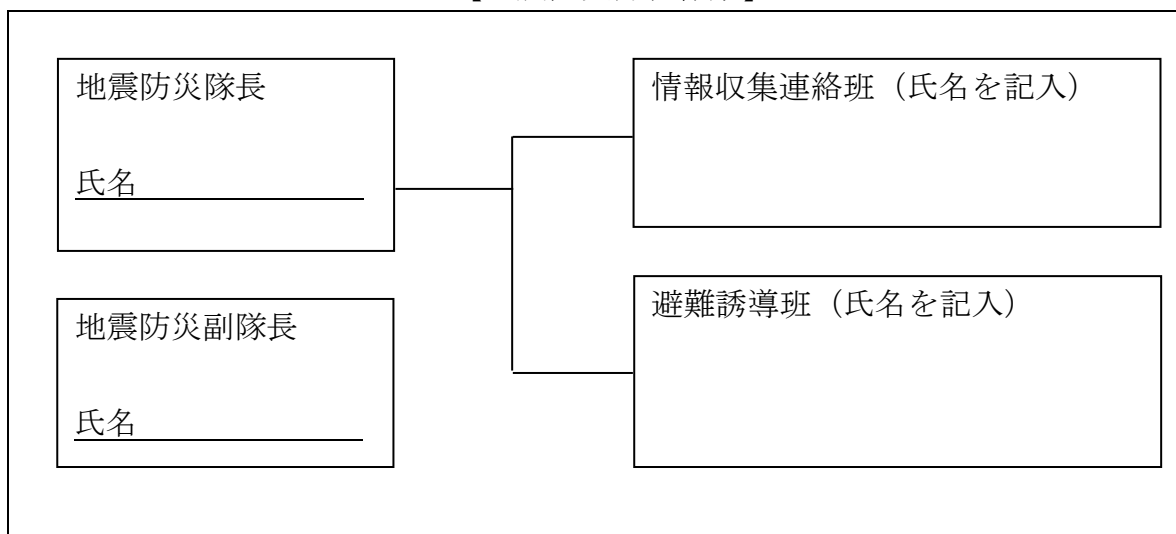 地震防災隊長
氏名
情報収集連絡班（氏名を記入）
地震防災副隊長
氏名
避難誘導班（氏名を記入）